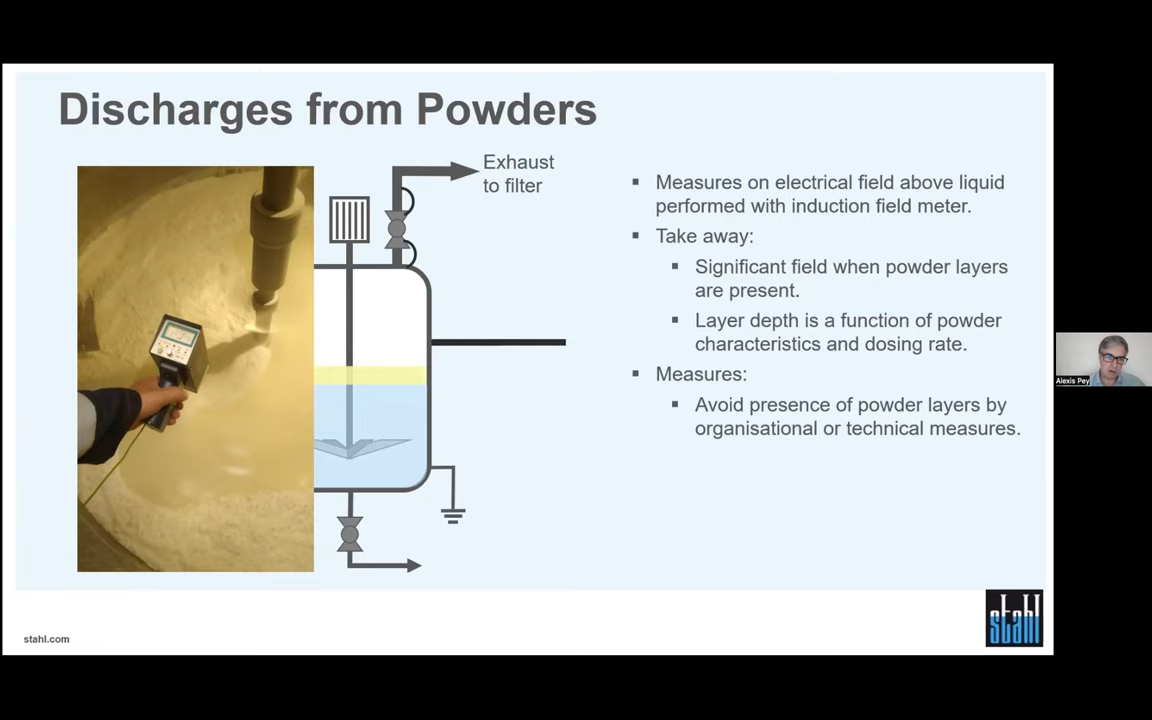 Discharges from Powders
Exhaust
to filter
▪ Measures on electrical field above liquid
performed with induction field meter.
▪ Take away:
▪ Significant field when powder layers
are present.
▪ Layer depth is a function of powder
characteristics and dosing rate.
▪ Measures:
▪ Avoid presence of powder layers by
organisational or technical measures.
Alexis Pey
stahl.com
stahl